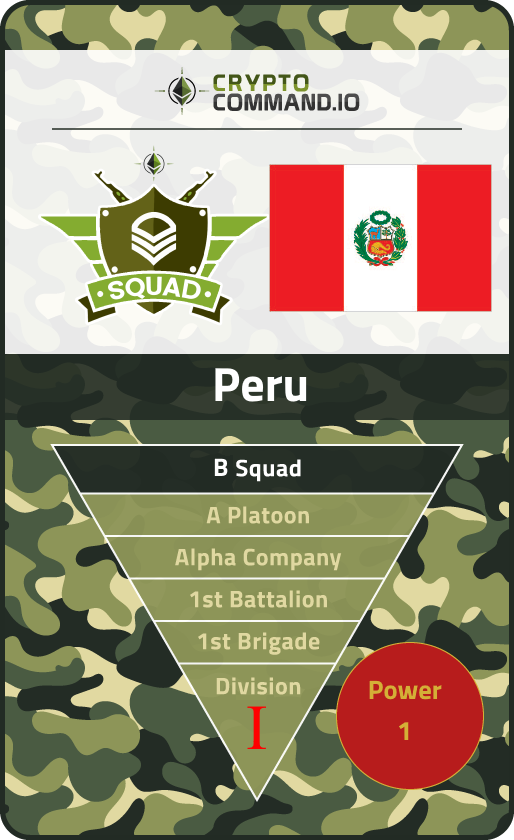 CRYPTO
COMMAND.IO
SQUAD
Peru
B Squad
A Platoon
Alpha Company
1st Battalion
1st Brigade
Division
I
Power
1